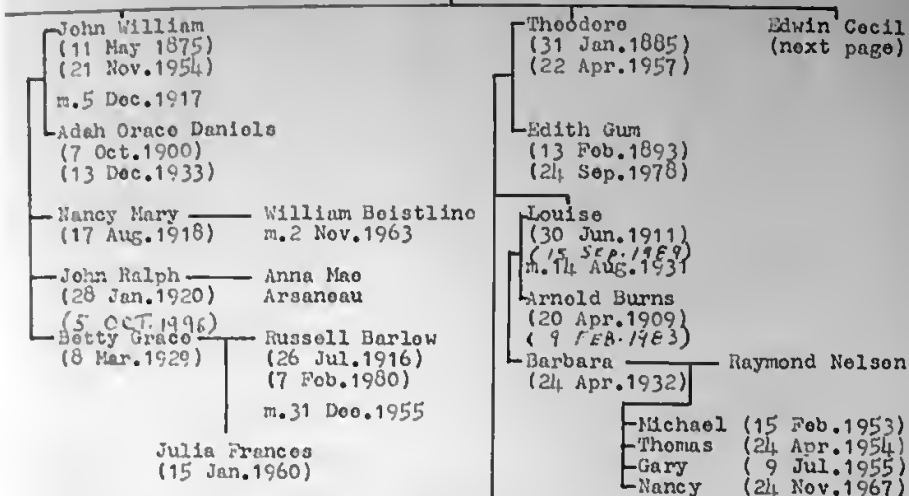 John William
(11 May 1875)
(21 Nov.1954)
m.5 Dec.1917
Adah Grace Daniels
(7 Oct.1900)
(13 Dec.1933)
Nancy Mary
(17 Aug.1918)
William Beistline
m.2 Nov.1963
John Ralph
(28 Jan.1920)
(5 OCT.1996)
Anna Mae
Arsaneau
Betty Grace
(8 Mar.1929)
Russell Barlow
(26 Jul.1916)
(7 Feb.1980)
m.31 Dec.1955
Julia Frances
(15 Jan.1960)
Theodore
(31 Jan.1885)
(22 Apr.1957)
Edith Gum
(13 Feb.1893)
(24 Sep.1978)
Louise
(30 Jun.1911)
(15 SEP.1989)
m.14 Aug.1931
Arnold Burns
(20 Apr.1909)
( 9 FEB.1983)
Barbara
(24 Apr.1932)
Raymond Nelson
Michael (15 Feb.1953)
Thomas (24 Apr.1954)
Gary ( 9 Jul.1955)
Nancy (24 Nov.1967)
Edwin Cecil
(next page)